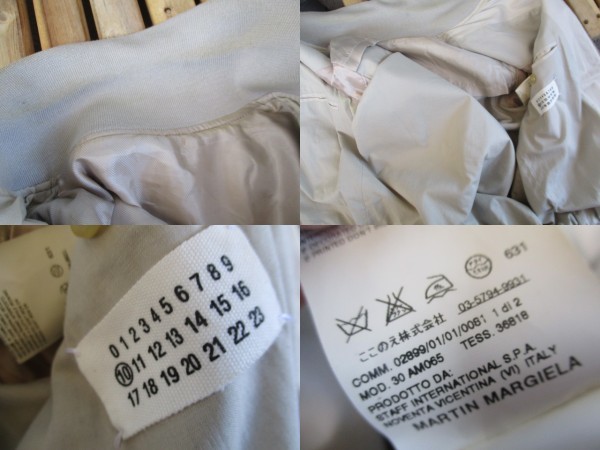 0 1 2 3 4 5 6 7 8 9
10 11 12 13 14 15 16
17 18 19 20 21 22 23
631
03-5794-9931
ここのえ株式会社
COMM. 02899/01/01/0081 1 di 2
MOD. 30 AM065 TESS. 36818
PRODOTTO DA:
STAFF INTERNATIONAL S.P.A.
NOVENTA VICENTINA (VI) ITALY
MARTIN MARGIELA